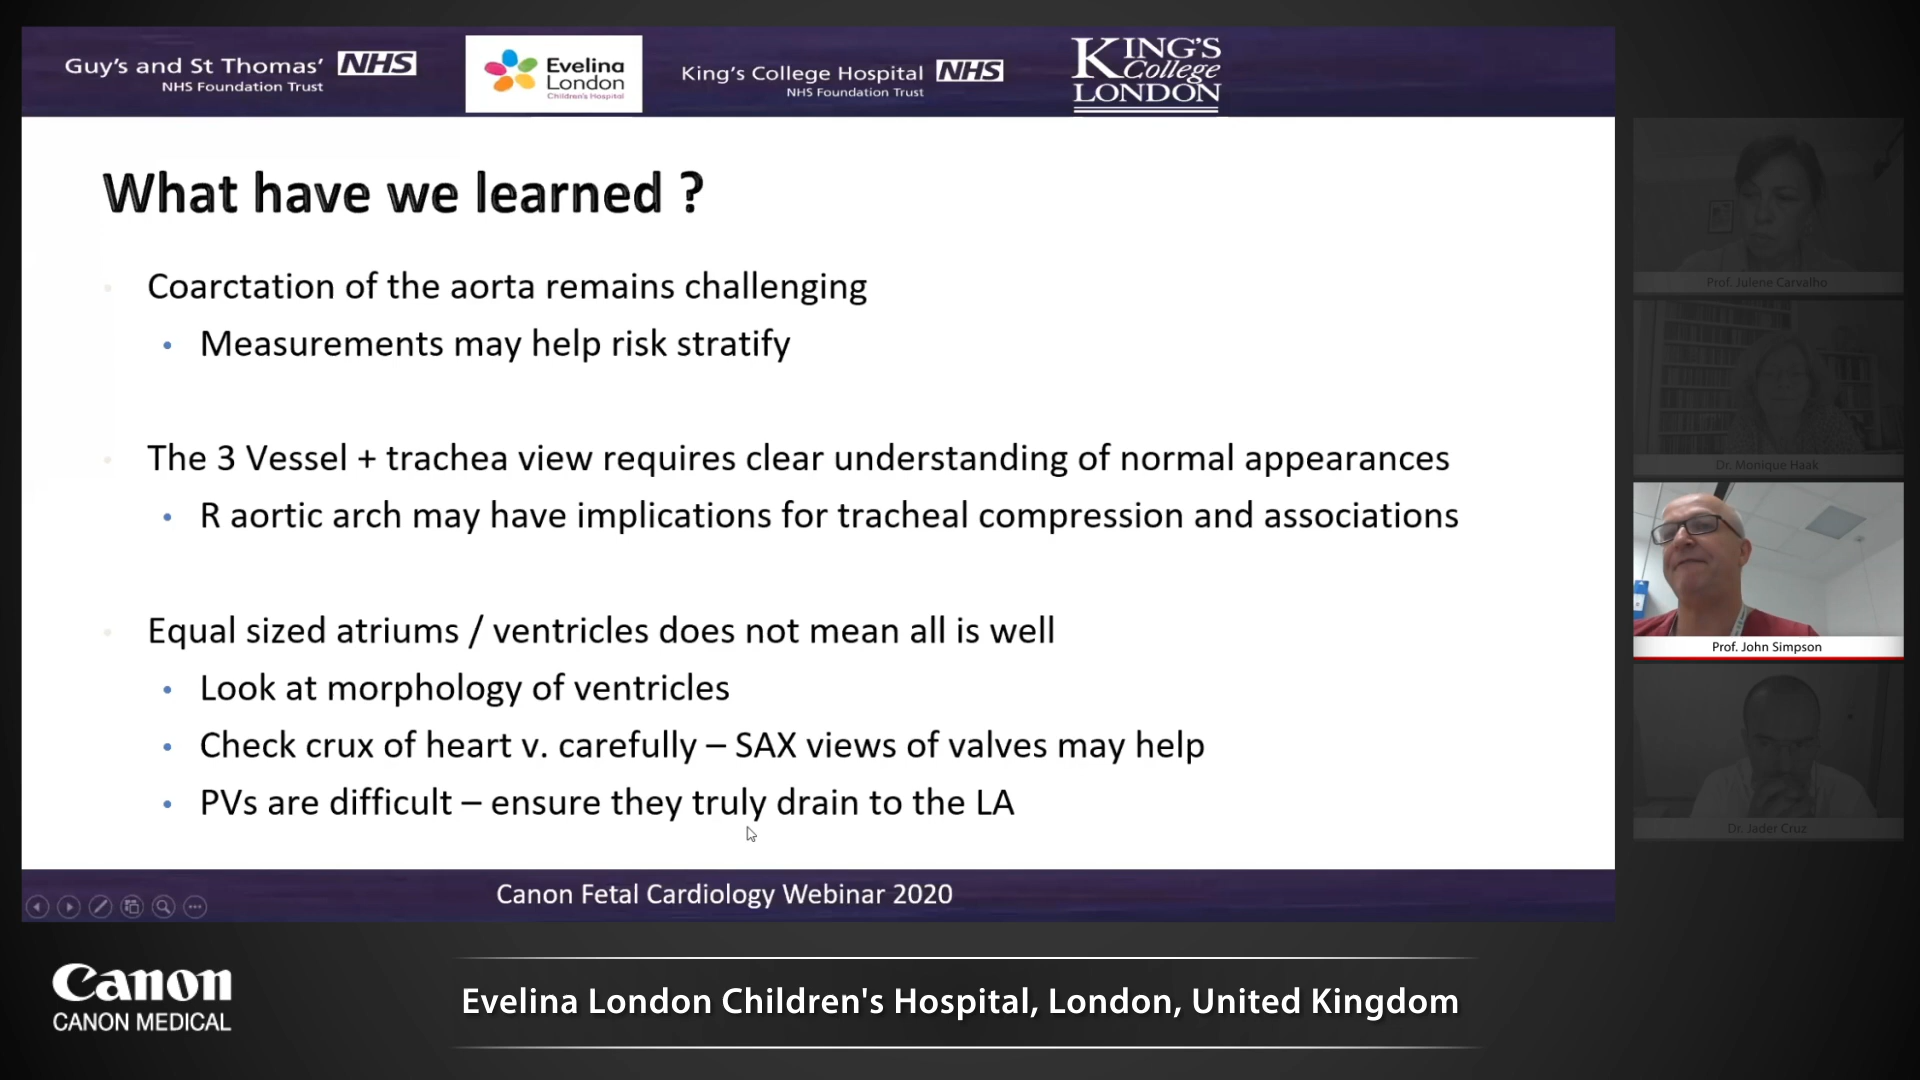 Guy's and St Thomas' NHS
NHS Foundation Trust
Evelina
London
Children's Hospital
King's College Hospital NHS
NHS Foundation Trust
KING'S
College
LONDON
What have we learned ?
Coarctation of the aorta remains challenging
• Measurements may help risk stratify
The 3 Vessel + trachea view requires clear understanding of normal appearances
• R aortic arch may have implications for tracheal compression and associations
Equal sized atriums / ventricles does not mean all is well
• Look at morphology of ventricles
• Check crux of heart v. carefully – SAX views of valves may help
• PVs are difficult – ensure they truly drain to the LA
Canon Fetal Cardiology Webinar 2020
Prof. Julene Carvalho
Dr. Monique Haak
Prof. John Simpson
Dr. Jader Cruz
Canon
CANON MEDICAL
Evelina London Children's Hospital, London, United Kingdom